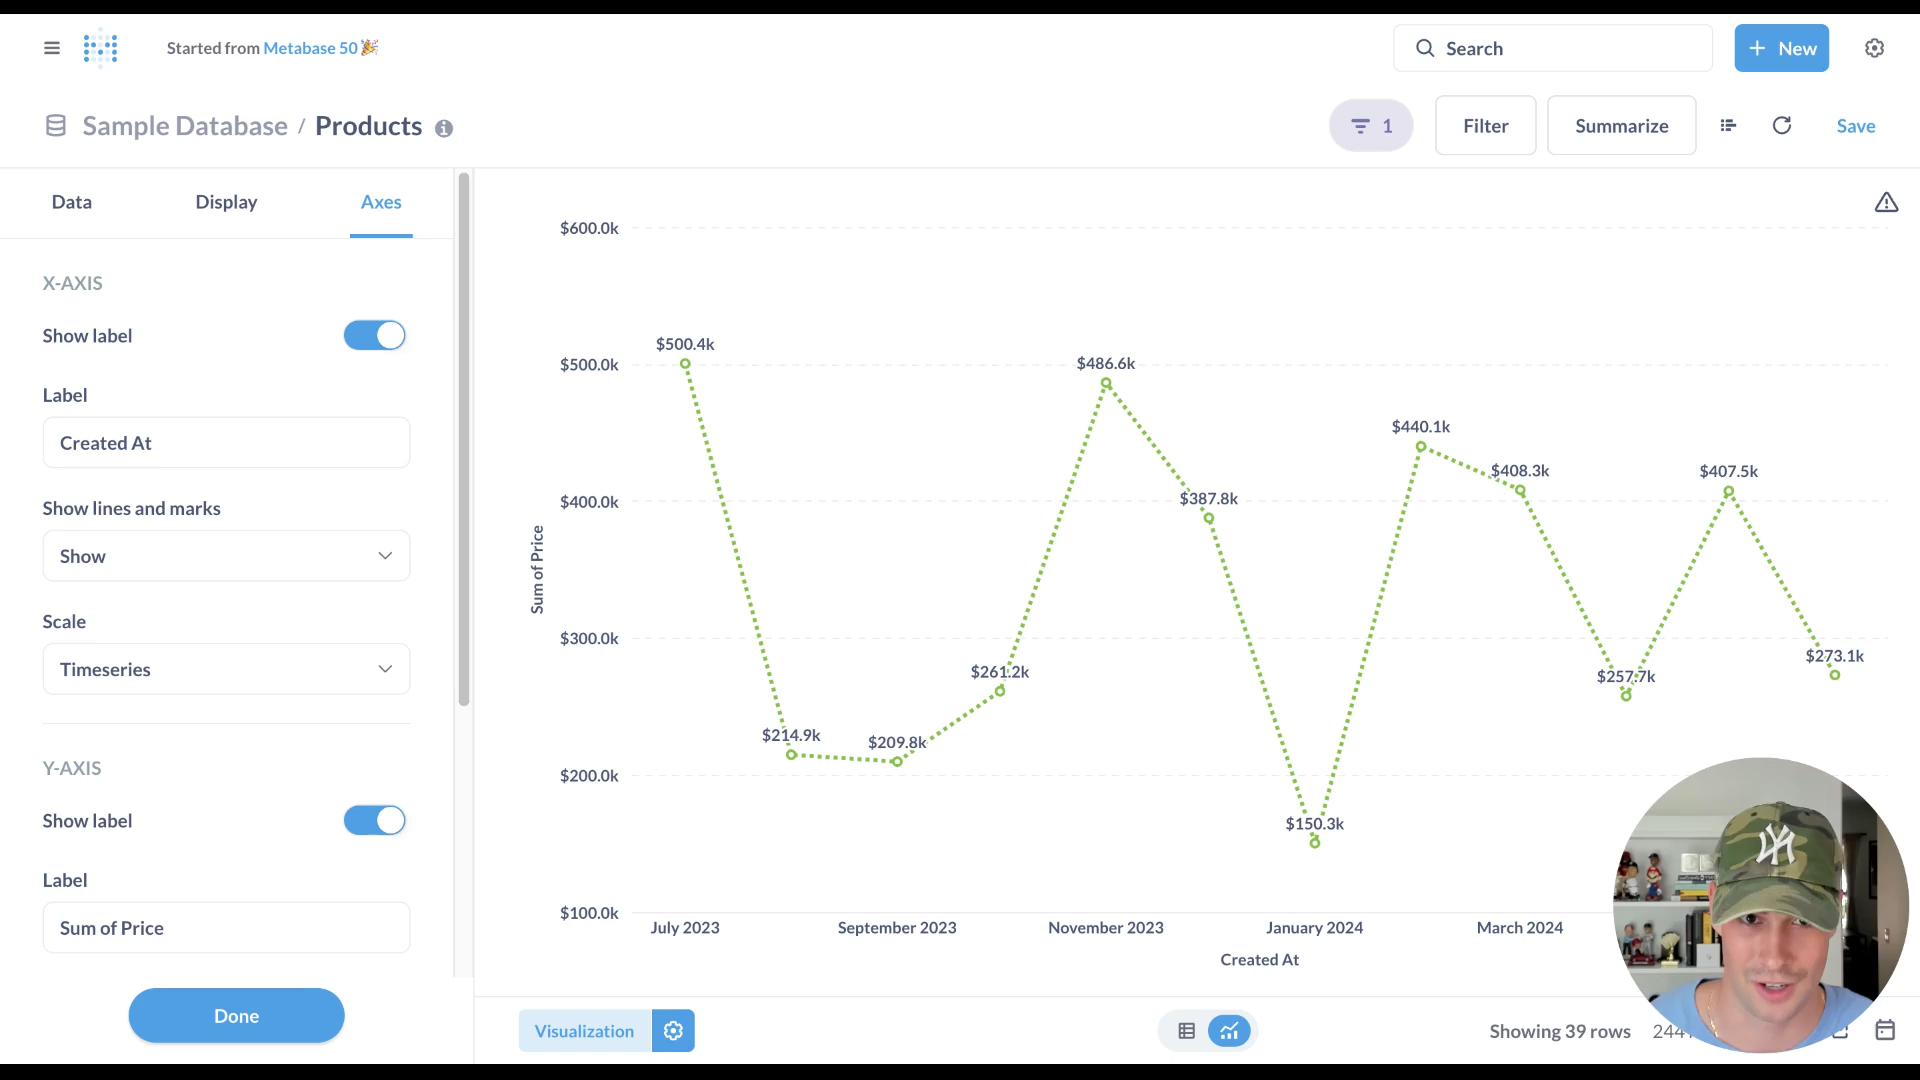 Started from Metabase 50🎉
Search
+ New
Sample Database / Products
1
Filter
Summarize
Save
Data
Display
Axes
X-AXIS
Show label
Label
Created At
Show lines and marks
Show
Scale
Timeseries
Y-AXIS
Show label
Label
Sum of Price
Done
$600.0k
$500.0k
$400.0k
$300.0k
$200.0k
$100.0k
Sum of Price
$500.4k
$214.9k
$209.8k
$261.2k
$486.6k
$387.8k
$150.3k
$440.1k
$408.3k
$257.7k
$407.5k
$273.1k
July 2023
September 2023
November 2023
January 2024
March 2024
Created At
Visualization
Showing 39 rows
244
NY